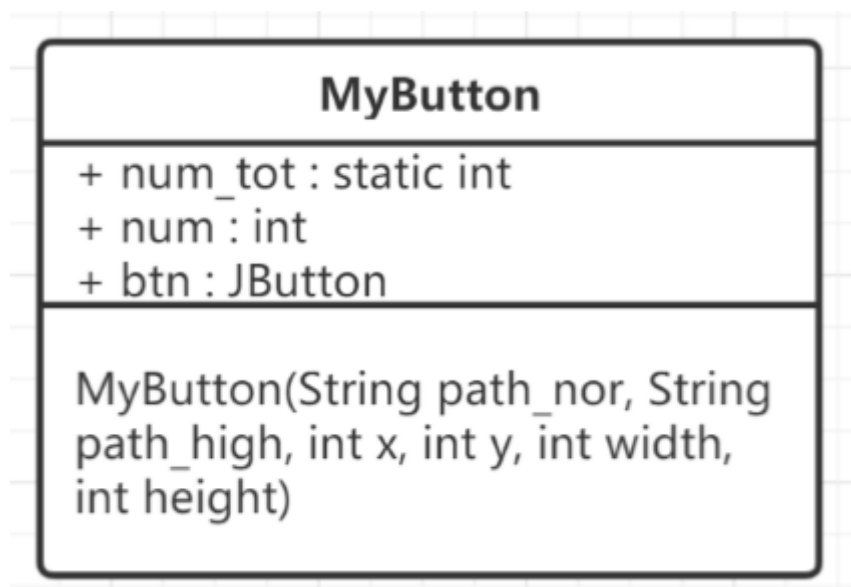 MyButton
+ num_tot : static int
+ num : int
+ btn : JButton
MyButton(String path_nor, String
path_high, int x, int y, int width,
int height)